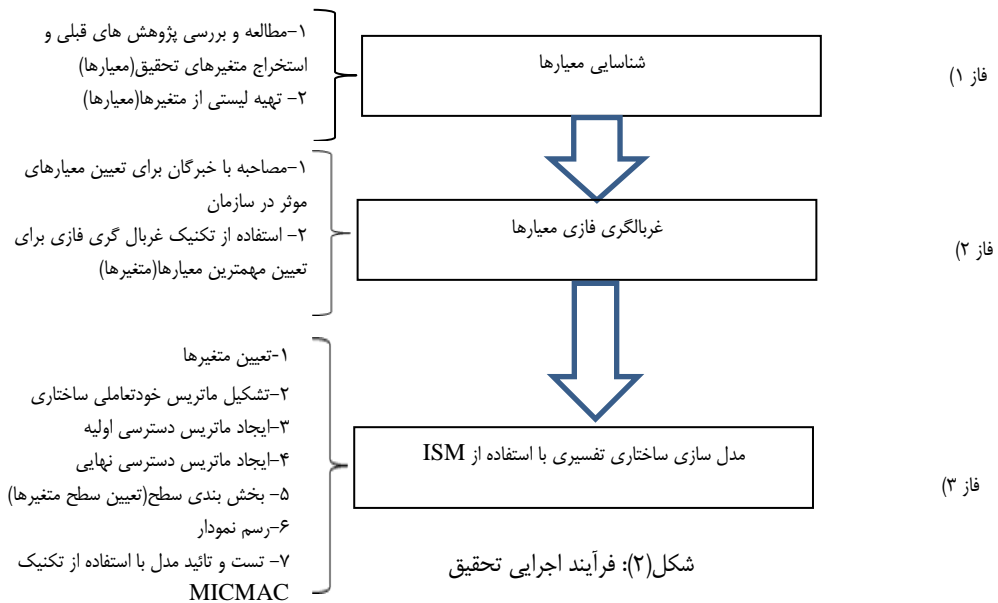 فاز ۱)
شناسایی معیارها
۱-مطالعه و بررسی پژوهش های قبلی و
استخراج متغیرهای تحقیق(معیارها)
۲- تهیه لیستی از متغیرها(معیارها)
فاز ۲)
غربالگری فازی معیارها
۱-مصاحبه با خبرگان برای تعیین معیارهای
موثر در سازمان
۲- استفاده از تکنیک غربال گری فازی برای
تعیین مهمترین معیارها(متغیرها)
فاز ۳)
مدل سازی ساختاری تفسیری با استفاده از ISM
۱-تعیین متغیرها
۲-تشکیل ماتریس خودتعاملی ساختاری
۳-ایجاد ماتریس دسترسی اولیه
۴-ایجاد ماتریس دسترسی نهایی
۵- بخش بندی سطح(تعیین سطح متغیرها)
۶-رسم نمودار
۷- تست و تائید مدل با استفاده از تکنیک
MICMAC
شکل(۲): فرآیند اجرایی تحقیق